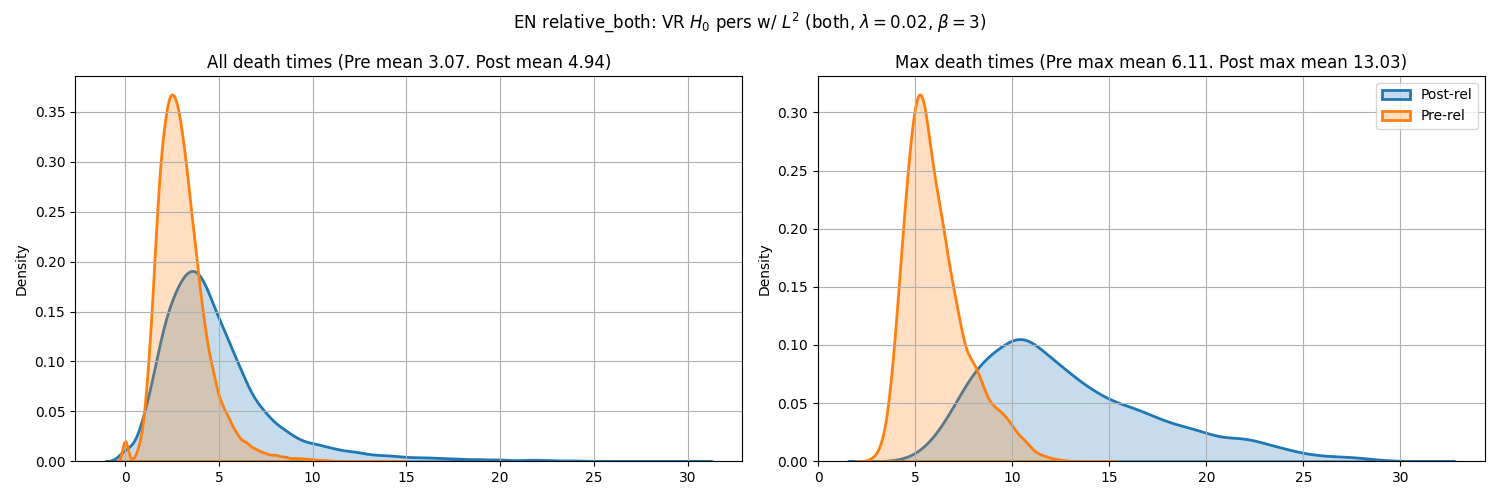 EN relative_both: VR $H_0$ pers w/ $L^2$ (both, $\lambda = 0.02$, $\beta = 3$)
All death times (Pre mean 3.07. Post mean 4.94)
Max death times (Pre max mean 6.11. Post max mean 13.03)
Density
0.35
0.30
0.25
0.20
0.15
0.10
0.05
0.00
0 5 10 15 20 25 30
Density
0.30
0.25
0.20
0.15
0.10
0.05
0.00
0 5 10 15 20 25 30
Post-rel
Pre-rel